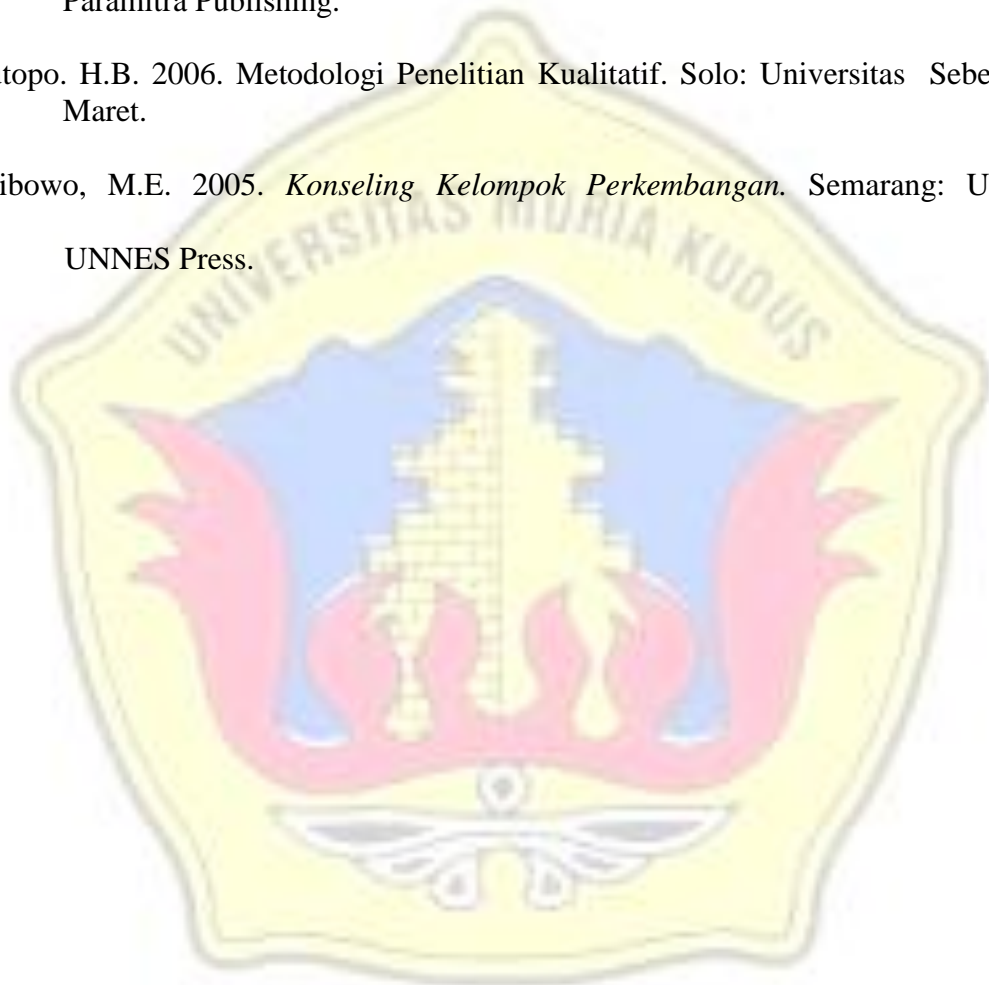 Paramitra Publishing.
topo. H.B. 2006. Metodologi Penelitian Kualitatif. Solo: Universitas Sebe
Maret.
ibowo, M.E. 2005. Konseling Kelompok Perkembangan. Semarang: U
UNNES Press.
UNIVERSITAS MURIA KUDUS